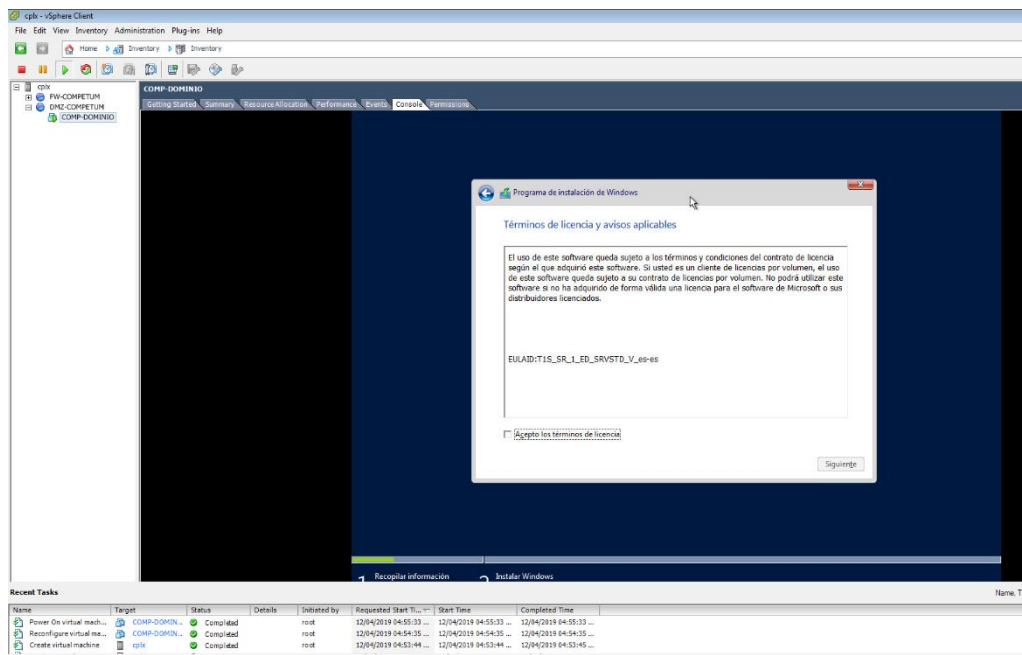 cplx - vSphere Client
File Edit View Inventory Administration Plug-ins Help
Home Inventory Inventory
cplx
FW-COMPETUM
DMZ-COMPETUM
COMP-DOMINIO
COMP-DOMINIO
Getting Started Summary Resource Allocation Performance Events Console Permissions
Programa de instalación de Windows
Términos de licencia y avisos aplicables
El uso de este software queda sujeto a los términos y condiciones del contrato de licencia
según el que adquirió este software. Si usted es un cliente de licencias por volumen, el uso
de este software queda sujeto a su contrato de licencias por volumen. No podrá utilizar este
software si no ha adquirido de forma válida una licencia para el software de Microsoft o sus
distribuidores licenciados.
EULAID:T1S_SR_1_ED_SRVSTD_V_es-es
Acepto los términos de licencia
Siguiente
1 Recopilar información 2 Instalar Windows
Recent Tasks
Name, T
Name Target Status Details Initiated by Requested Start Ti... Start Time Completed Time
Power On virtual mach... COMP-DOMIN... Completed root 12/04/2019 04:55:33 ... 12/04/2019 04:55:33 ... 12/04/2019 04:55:33 ...
Reconfigure virtual ma... COMP-DOMIN... Completed root 12/04/2019 04:54:35 ... 12/04/2019 04:54:35 ... 12/04/2019 04:54:35 ...
Create virtual machine cplx Completed root 12/04/2019 04:53:44 ... 12/04/2019 04:53:44 ... 12/04/2019 04:53:45 ...